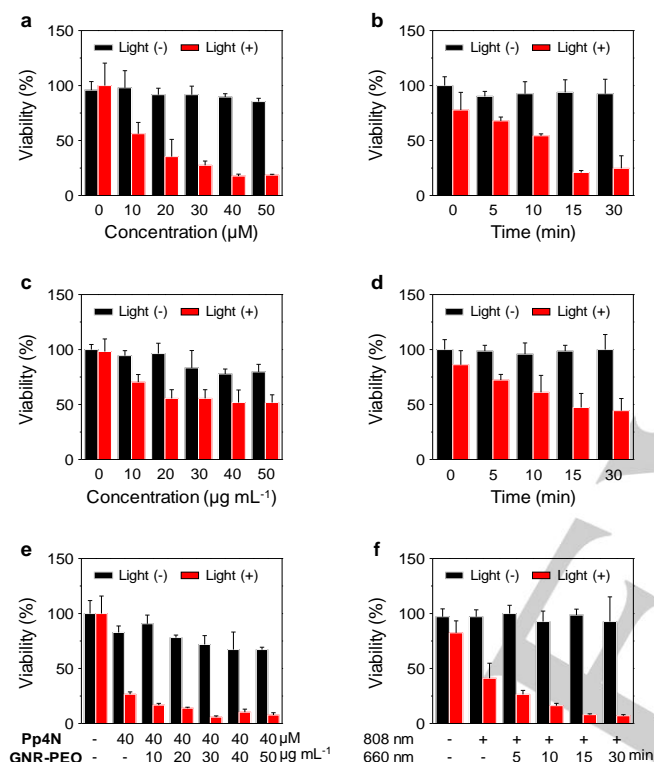 a
150
100
50
0
Viability (%)
Light (-) Light (+)
0 10 20 30 40 50
Concentration (µM)
b
150
100
50
0
Viability (%)
Light (-) Light (+)
0 5 10 15 30
Time (min)
c
150
100
50
0
Viability (%)
Light (-) Light (+)
0 10 20 30 40 50
Concentration (µg mL⁻¹)
d
150
100
50
0
Viability (%)
Light (-) Light (+)
0 5 10 15 30
Time (min)
e
150
100
50
0
Viability (%)
Light (-) Light (+)
Pp4N - 40 40 40 40 40 40 µM
GNR-PEO - - 10 20 30 40 50 µg mL⁻¹
f
150
100
50
0
Viability (%)
Light (-) Light (+)
808 nm - + + + + +
660 nm - - 5 10 15 30 min